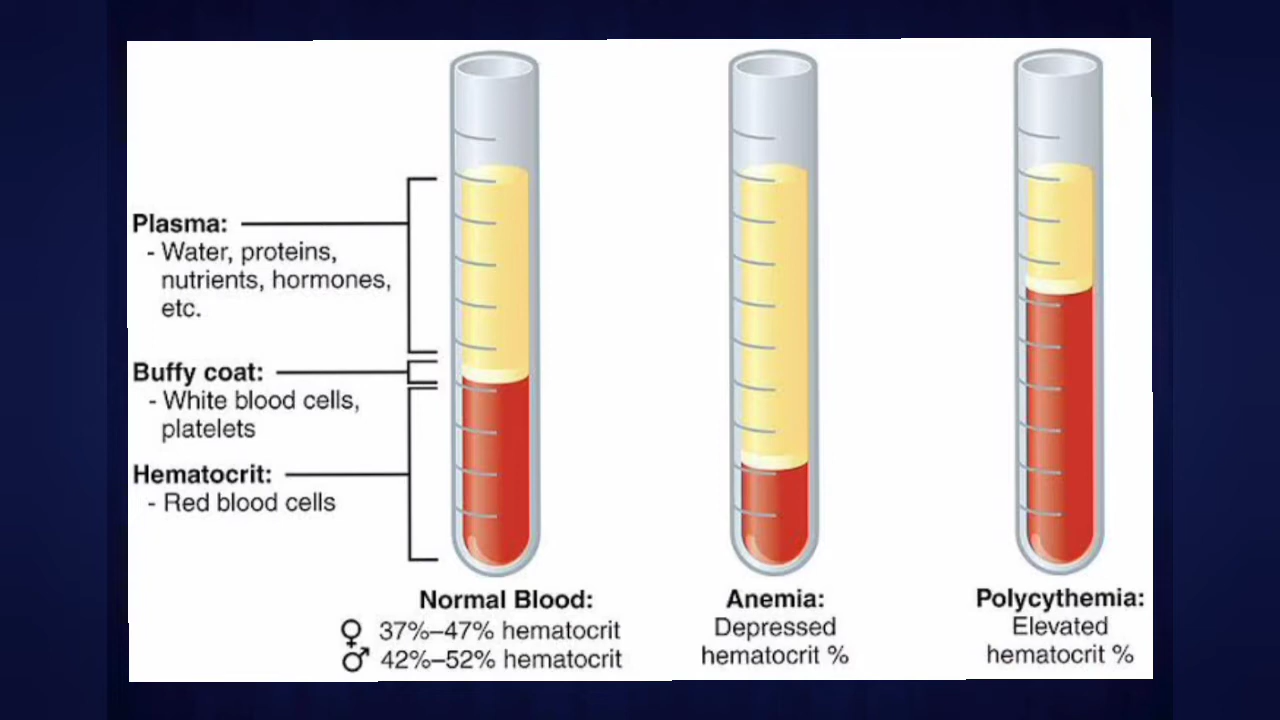 Plasma:
- Water, proteins,
nutrients, hormones,
etc.
Buffy coat:
- White blood cells,
platelets
Hematocrit:
- Red blood cells
Normal Blood:
♀ 37%–47% hematocrit
♂ 42%–52% hematocrit
Anemia:
Depressed
hematocrit %
Polycythemia:
Elevated
hematocrit %